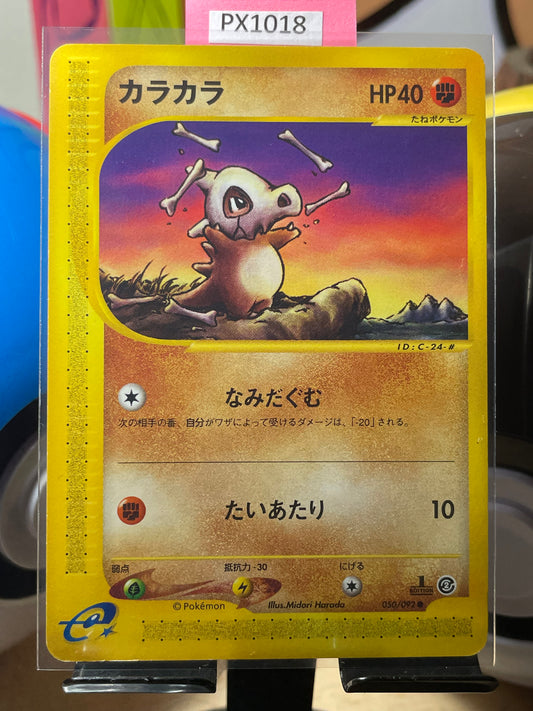 PX1018
カラカラ HP40
たねポケモン
ID:C-24-#
なみだぐむ
次の相手の番、自分がワザによって受けるダメージは、「-20」される。
たいあたり 10
弱点 抵抗力 -30 にげる
© Pokémon Illus.Midori Harada 050/092 ●
1 EDITION
e